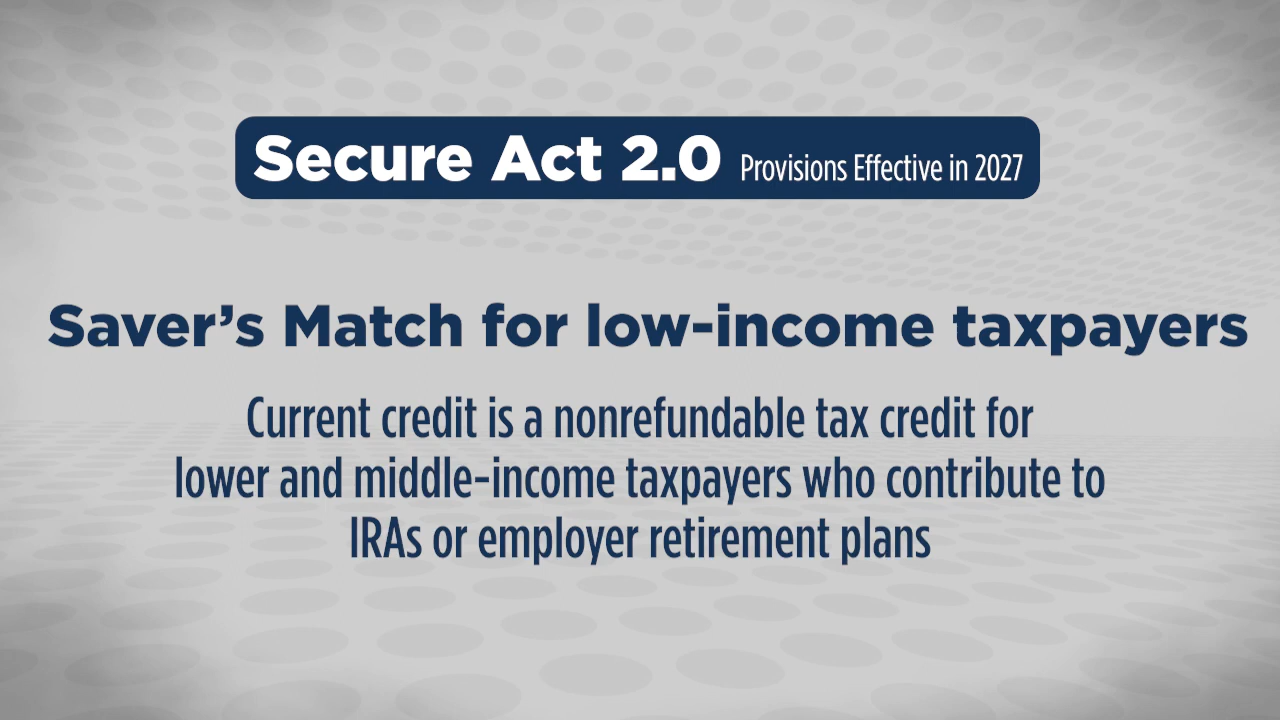 Secure Act 2.0 Provisions Effective in 2027
Saver’s Match for low-income taxpayers
Current credit is a nonrefundable tax credit for
lower and middle-income taxpayers who contribute to
IRAs or employer retirement plans